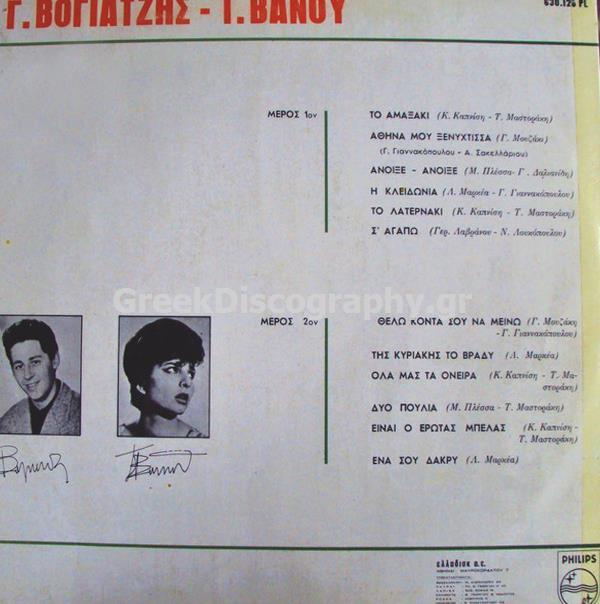 Γ. ΒΟΓΙΑΤΖΗΣ - Τ. ΒΑΝΟΥ
630.126 PL
ΜΕΡΟΣ 1ον
ΤΟ ΑΜΑΞΑΚΙ (Κ. Καπνίση - Τ. Μαστοράκη)
ΑΘΗΝΑ ΜΟΥ ΞΕΝΥΧΤΙΣΣΑ (Γ. Μουζάκη)
(Γ. Γιαννακόπουλου - Α. Σακελλάριου)
ΑΝΟΙΞΕ - ΑΝΟΙΞΕ (Μ. Πλέσσα- Γ . Δαλιανίδη)
Η ΚΛΕΙΔΩΝΙΑ (Λ. Μαρκέα - Γ. Γιαννακόπουλου)
ΤΟ ΛΑΤΕΡΝΑΚΙ (Κ. Καπνίση - Τ. Μαστοράκη)
Σ' ΑΓΑΠΩ (Γερ. Λαβράνου - Ν. Λουκόπουλου)
GreekDiscography.gr
ΜΕΡΟΣ 2ον
ΘΕΛΩ ΚΟΝΤΑ ΣΟΥ ΝΑ ΜΕΙΝΩ (Γ. Μουζάκη
- Γ. Γιαννακόπουλου)
ΤΗΣ ΚΥΡΙΑΚΗΣ ΤΟ ΒΡΑΔΥ (Λ. Μαρκέα)
ΟΛΑ ΜΑΣ ΤΑ ΟΝΕΙΡΑ (Κ. Καπνίση - Τ. Μα-
στοράκη)
ΔΥΟ ΠΟΥΛΙΑ (Μ. Πλέσσα - Τ. Μαστοράκη)
ΕΙΝΑΙ Ο ΕΡΩΤΑΣ ΜΠΕΛΑΣ (Κ. Καπνίση -
Τ. Μαστοράκη)
ΕΝΑ ΣΟΥ ΔΑΚΡΥ (Λ. Μαρκέα)
ελλαδισκ α.ε.
PHILIPS